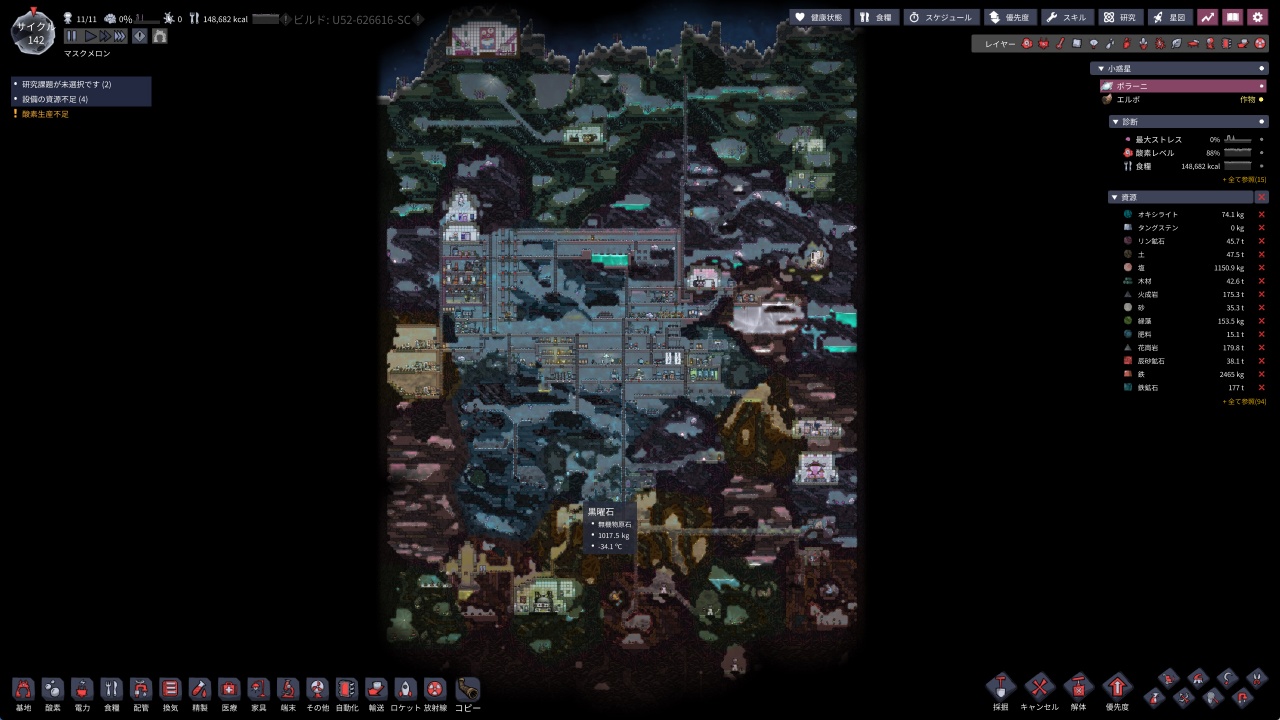 サイクル
142
11/11
0%
0
148,682 kcal
ビルド: U52-626616-SC
マスクメロン
健康状態
食糧
スケジュール
優先度
スキル
研究
星図
レイヤー
研究課題が未選択です (2)
設備の資源不足 (4)
酸素生産不足
小惑星
ポラーニ
エルボ 作物
診断
最大ストレス 0%
酸素レベル 88%
食糧 148,682 kcal
+ 全て参照(15)
資源
オキシライト 74.1 kg
タングステン 0 kg
リン鉱石 45.7 t
土 47.5 t
塩 1150.9 kg
木材 42.6 t
火成岩 175.3 t
砂 35.3 t
緑藻 153.5 kg
肥料 15.1 t
花崗岩 179.8 t
辰砂鉱石 38.1 t
鉄 2465 kg
鉄鉱石 177 t
+ 全て参照(94)
黒曜石
無機物原石
1017.5 kg
-34.1 °C
基地
酸素
電力
食糧
配管
換気
精製
医療
家具
端末
その他
自動化
輸送
ロケット
放射線
コピー
採掘
キャンセル
解体
優先度